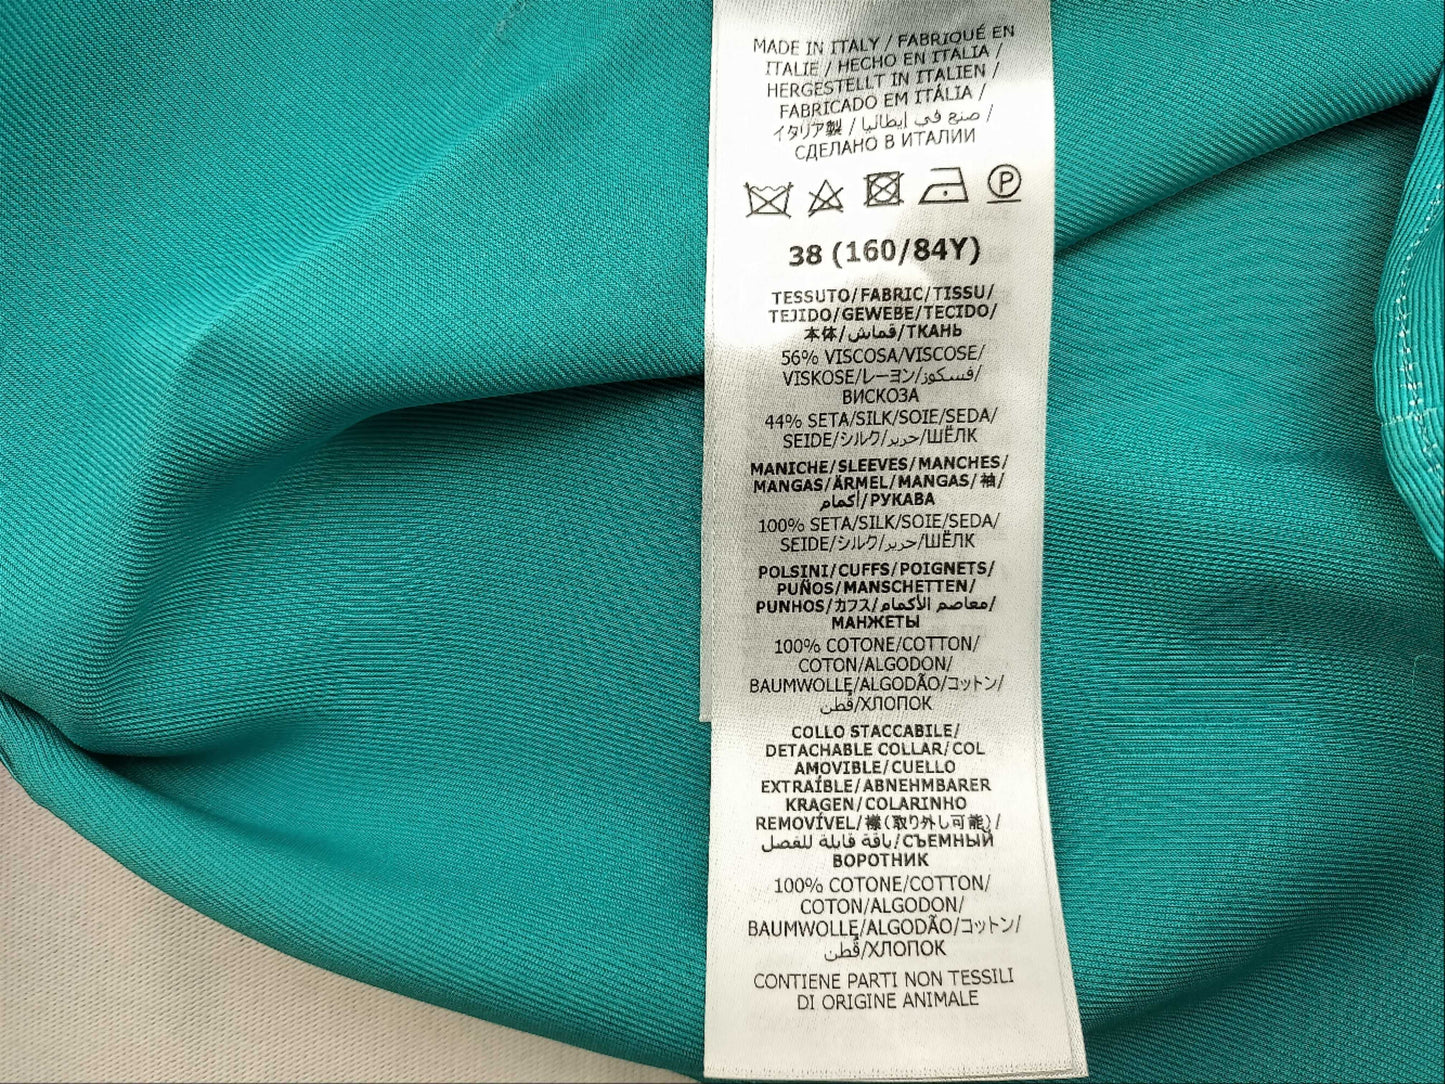 MADE IN ITALY / FABRIQUÉ EN
ITALIE / HECHO EN ITALIA /
HERGESTELLT IN ITALIEN /
FABRICADO EM ITÁLIA /
イタリア製 / صنع في إيطاليا /
СДЕЛАНО В ИТАЛИИ
P
38 (160/84Y)
TESSUTO/FABRIC/TISSU/
TEJIDO/GEWEBE/TECIDO/
本体/قماش/ТКАНЬ
56% VISCOSA/VISCOSE/
VISKOSE/レーヨン/فسكوز/
ВИСКОЗА
44% SETA/SILK/SOIE/SEDA/
SEIDE/シルク/حرير/ШЁЛК
MANICHE/SLEEVES/MANCHES/
MANGAS/ÄRMEL/MANGAS/袖/
أكمام/РУКАВА
100% SETA/SILK/SOIE/SEDA/
SEIDE/シルク/حرير/ШЁЛК
POLSINI/CUFFS/POIGNETS/
PUÑOS/MANSCHETTEN/
PUNHOS/カフス/معاصم الأكمام/
МАНЖЕТЫ
100% COTONE/COTTON/
COTON/ALGODON/
BAUMWOLLE/ALGODÃO/コットン/
قُطن/ХЛОПОК
COLLO STACCABILE/
DETACHABLE COLLAR/COL
AMOVIBLE/CUELLO
EXTRAÍBLE/ABNEHMBARER
KRAGEN/COLARINHO
REMOVÍVEL/襟(取り外し可能)/
ياقة قابلة للفصل/СЪЕМНЫЙ
ВОРОТНИК
100% COTONE/COTTON/
COTON/ALGODON/
BAUMWOLLE/ALGODÃO/コットン/
قُطن/ХЛОПОК
CONTIENE PARTI NON TESSILI
DI ORIGINE ANIMALE